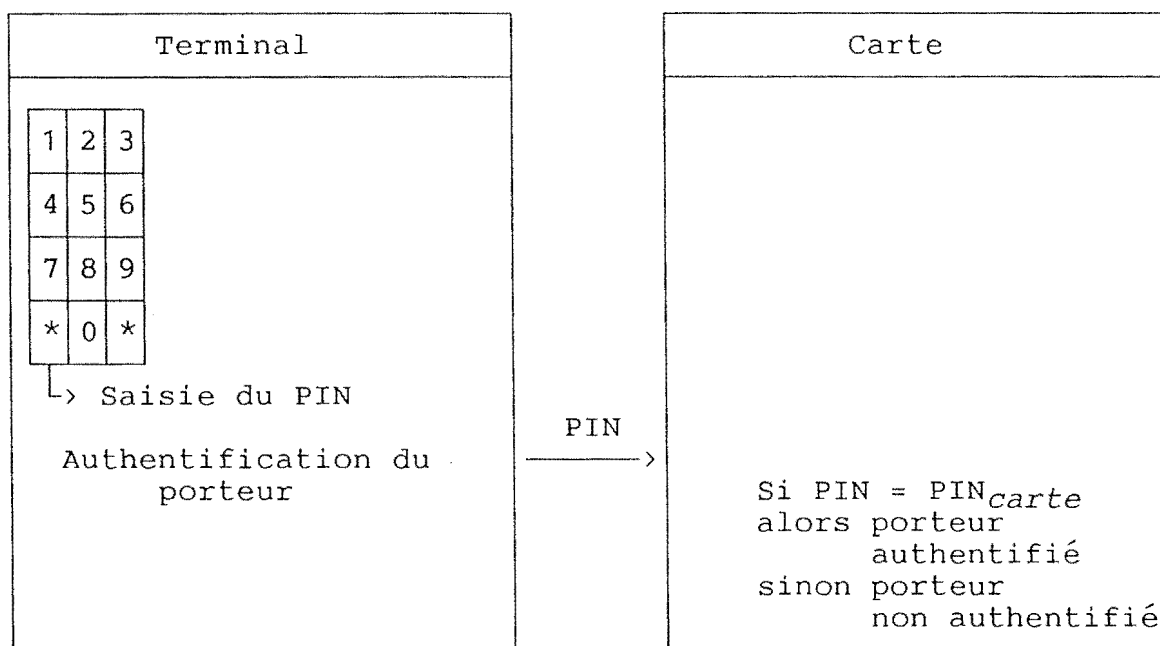 Terminal
1 2 3
4 5 6
7 8 9
* 0 *
Saisie du PIN
Authentification du
porteur
PIN
Carte
Si PIN = PINcarte
alors porteur
authentifié
sinon porteur
non authentifié